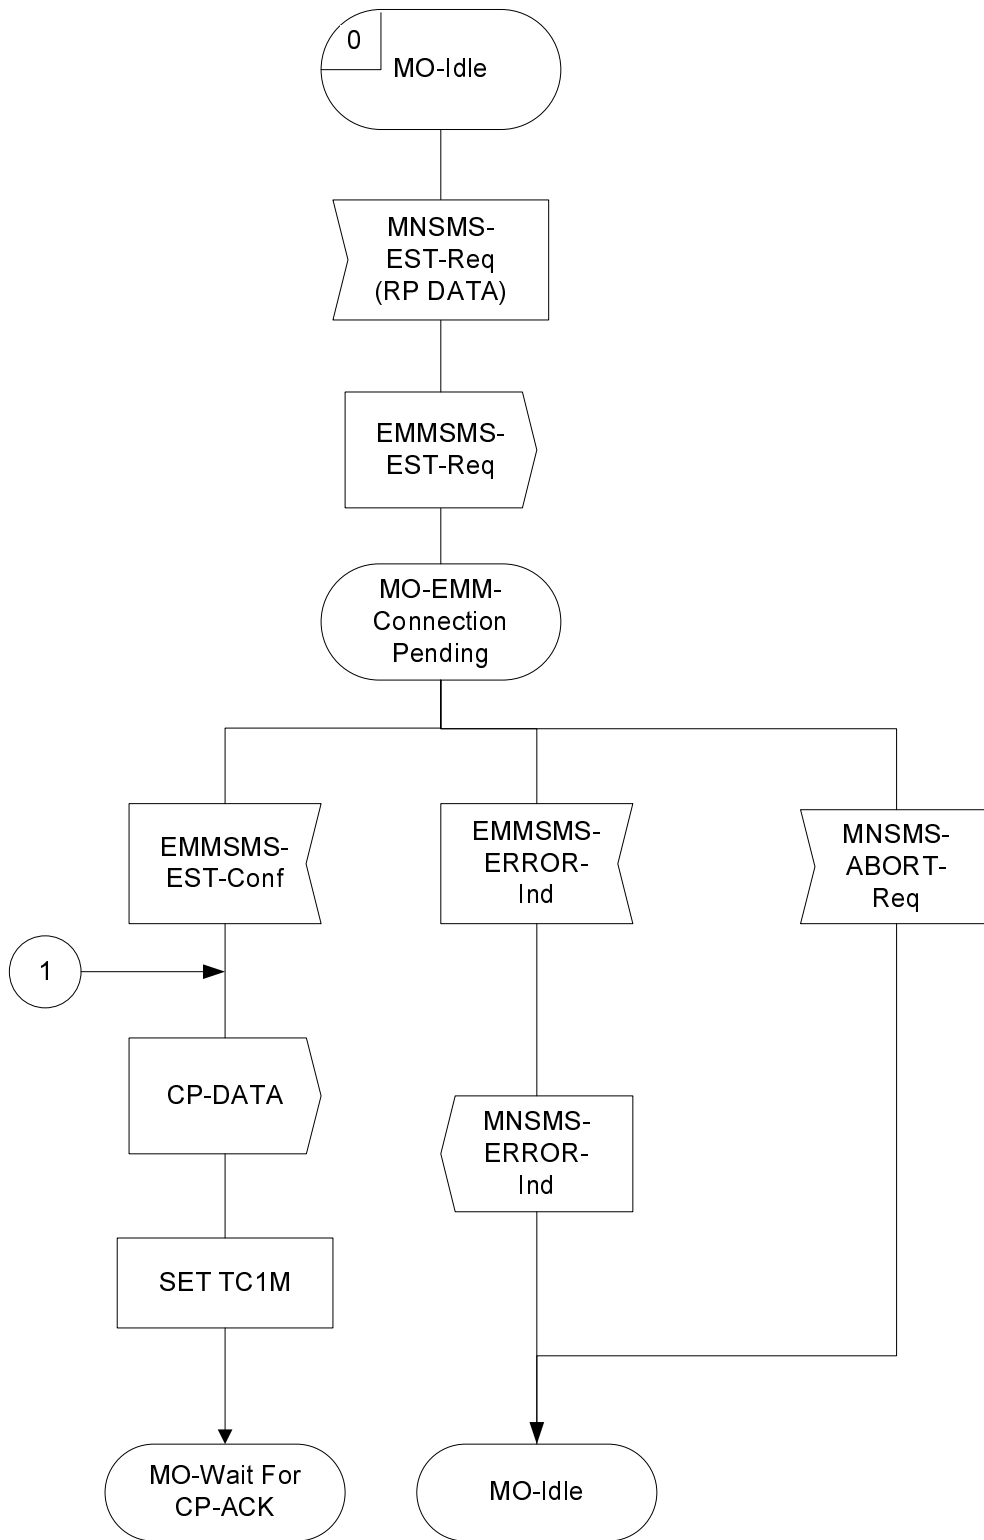 0
MO-Idle
MNSMS-
EST-Req
(RP DATA)
EMMSMS-
EST-Req
MO-EMM-
Connection
Pending
EMMSMS-
EST-Conf
EMMSMS-
ERROR-
Ind
MNSMS-
ABORT-
Req
1
CP-DATA
MNSMS-
ERROR-
Ind
SET TC1M
MO-Wait For
CP-ACK
MO-Idle